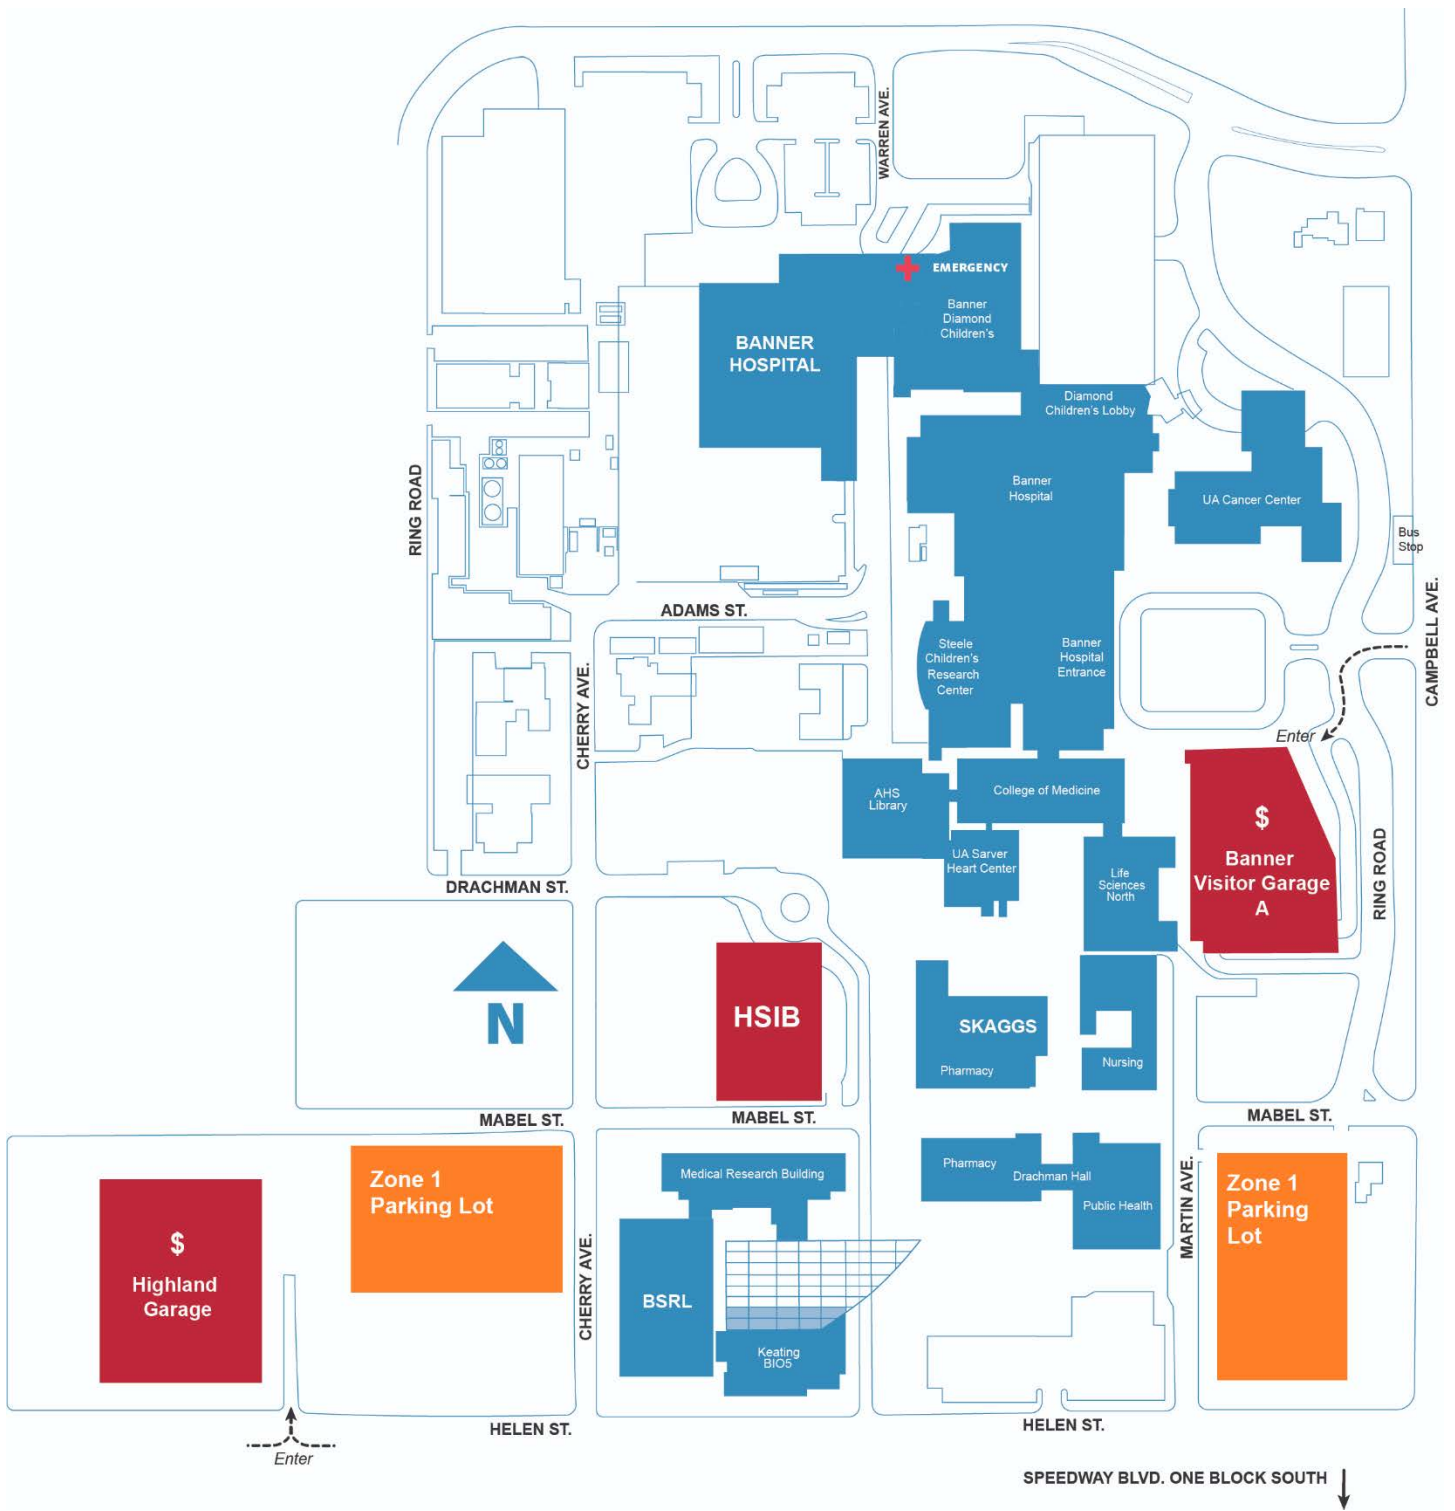 WARREN AVE.
EMERGENCY
Banner
Diamond
Children's
BANNER
HOSPITAL
Diamond
Children's Lobby
RING ROAD
Banner
Hospital
UA Cancer Center
Bus
Stop
ADAMS ST.
CAMPBELL AVE.
CHERRY AVE.
Steele
Children's
Research
Center
Banner
Hospital
Entrance
Enter
AHS
Library
College of Medicine
$
Banner
Visitor Garage
A
RING ROAD
UA Sarver
Heart Center
Life
Sciences
North
DRACHMAN ST.
N
HSIB
SKAGGS
Pharmacy
Nursing
MABEL ST.
MABEL ST.
MABEL ST.
Zone 1
Parking Lot
Medical Research Building
Pharmacy
Drachman Hall
Public Health
MARTIN AVE.
Zone 1
Parking
Lot
$
Highland
Garage
CHERRY AVE.
BSRL
Keating
BIO5
HELEN ST.
HELEN ST.
Enter
SPEEDWAY BLVD. ONE BLOCK SOUTH